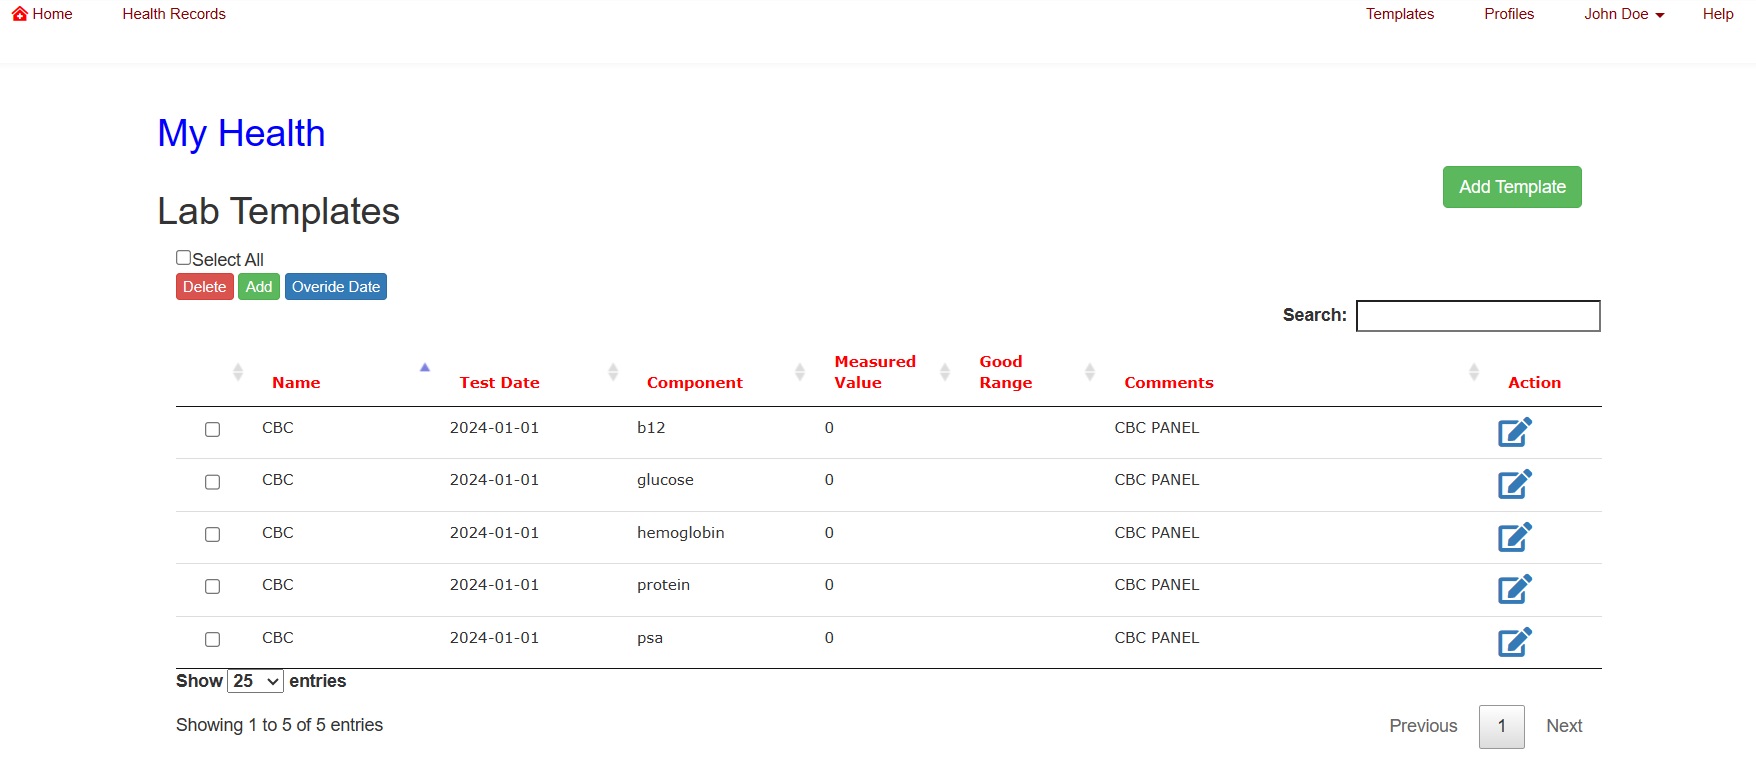 Home Health Records Templates Profiles John Doe Help
My Health
Add Template
Lab Templates
Select All
Delete Add Overide Date
Search:
Name Test Date Component Measured Value Good Range Comments Action
CBC 2024-01-01 b12 0 CBC PANEL
CBC 2024-01-01 glucose 0 CBC PANEL
CBC 2024-01-01 hemoglobin 0 CBC PANEL
CBC 2024-01-01 protein 0 CBC PANEL
CBC 2024-01-01 psa 0 CBC PANEL
Show 25 entries
Showing 1 to 5 of 5 entries Previous 1 Next